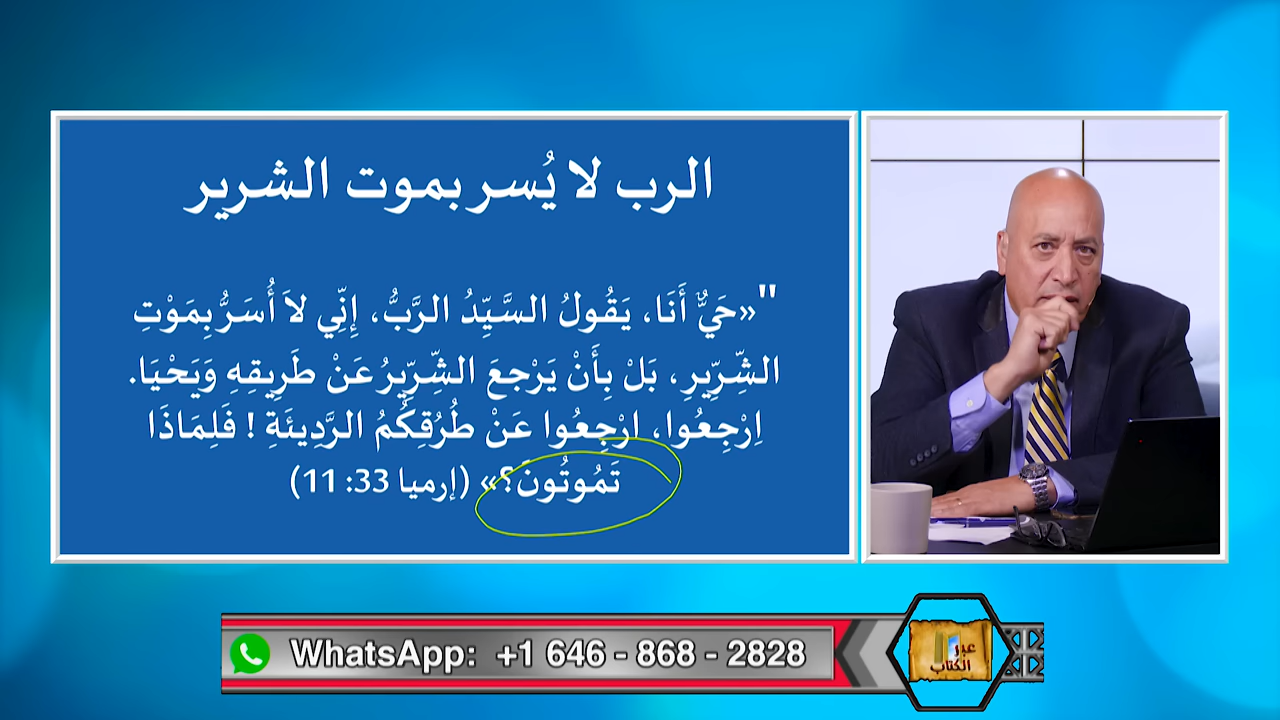 الرب لا يُسر بموت الشرير
"«حَيٌّ أَنَا، يَقُولُ السَّيِّدُ الرَّبُّ، إِنِّي لاَ أُسَرُّ بِمَوْتِ
الشِّرِّيرِ، بَلْ بِأَنْ يَرْجعَ الشِّرِّيرُ عَنْ طَرِيقِهِ وَيَحْيَا.
اِرْجِعُوا، ارْجِعُوا عَنْ طُرُقِكُمُ الرَّدِيئَةِ! فَلِمَاذَا
تَمُوتُونَ؟» (إرميا 33: 11)
WhatsApp: +1 646 - 868 - 2828
عبر
الكتاب